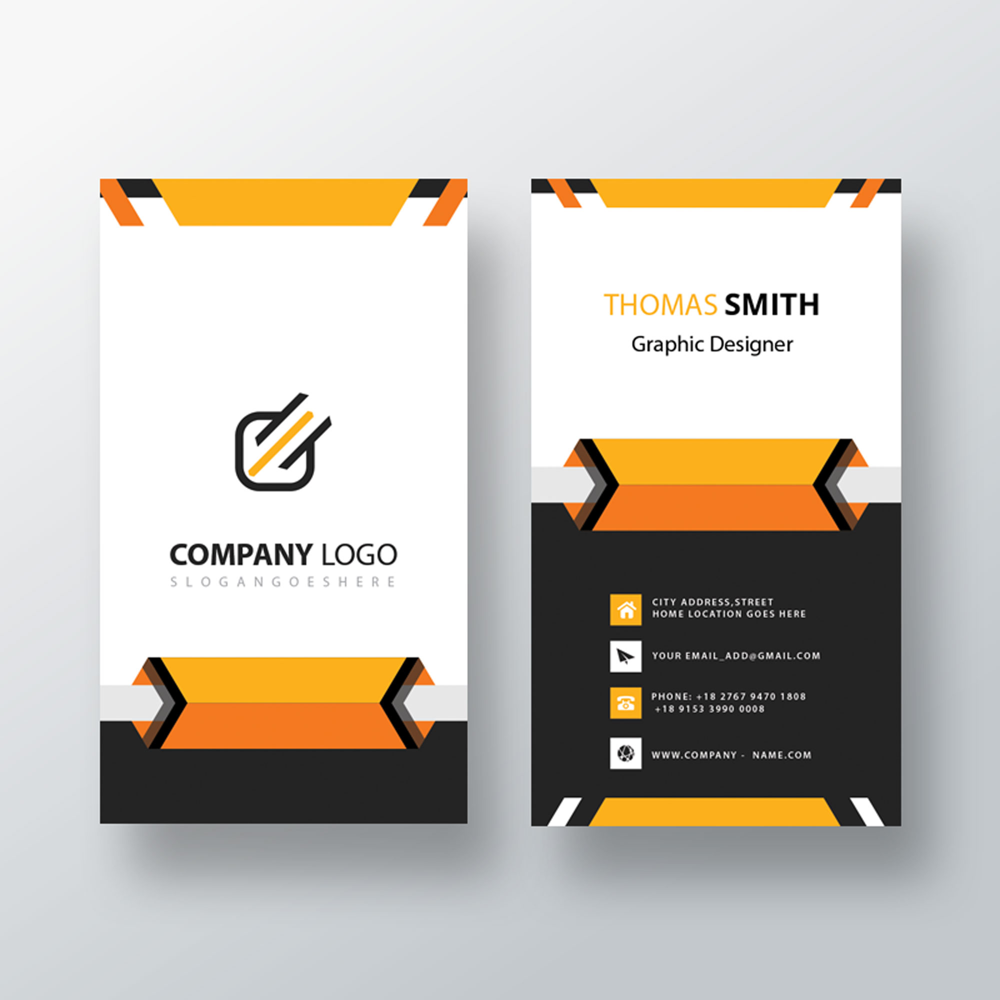 COMPANY LOGO
SLOGANGOESHERE
THOMAS SMITH
Graphic Designer
CITY ADDRESS,STREET
HOME LOCATION GOES HERE
YOUR EMAIL_ADD@GMAIL.COM
PHONE: +18 2767 9470 1808
+18 9153 3990 0008
WWW.COMPANY - NAME.COM